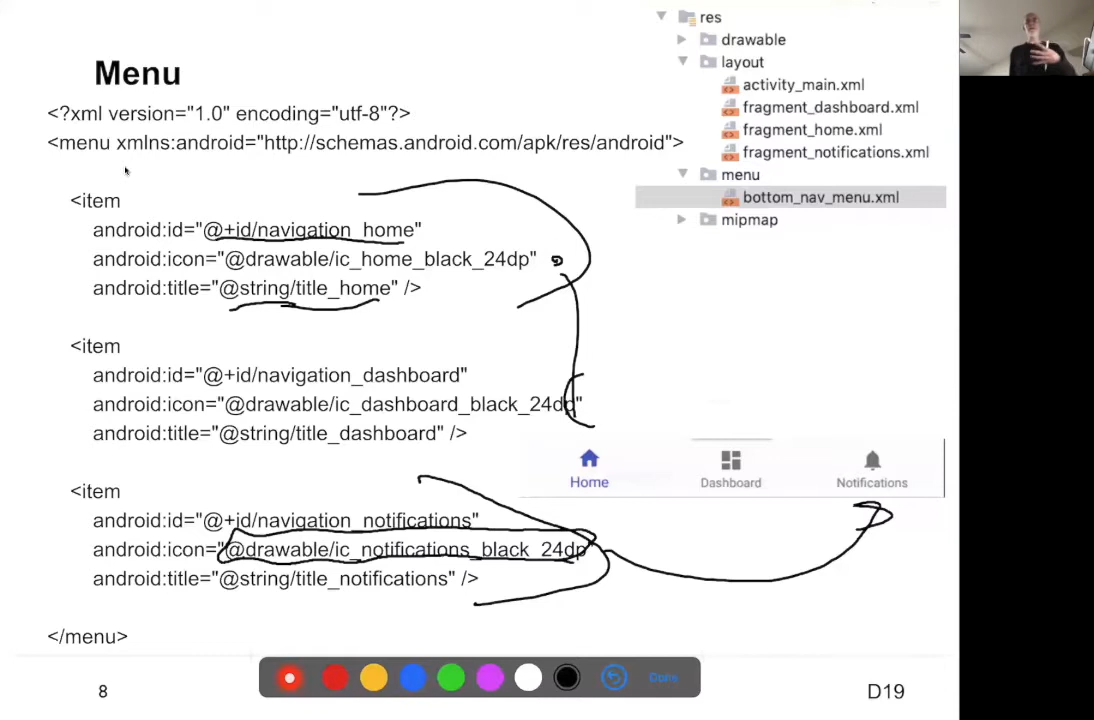 Menu
<?xml version="1.0" encoding="utf-8"?>
<menu xmlns:android="http://schemas.android.com/apk/res/android">
<item
android:id="@+id/navigation_home"
android:icon="@drawable/ic_home_black_24dp"
android:title="@string/title_home" />
<item
android:id="@+id/navigation_dashboard"
android:icon="@drawable/ic_dashboard_black_24dp"
android:title="@string/title_dashboard" />
<item
android:id="@+id/navigation_notifications"
android:icon="@drawable/ic_notifications_black_24dp"
android:title="@string/title_notifications" />
</menu>
res
drawable
layout
activity_main.xml
fragment_dashboard.xml
fragment_home.xml
fragment_notifications.xml
menu
bottom_nav_menu.xml
mipmap
Home
Dashboard
Notifications
8
Done
D19